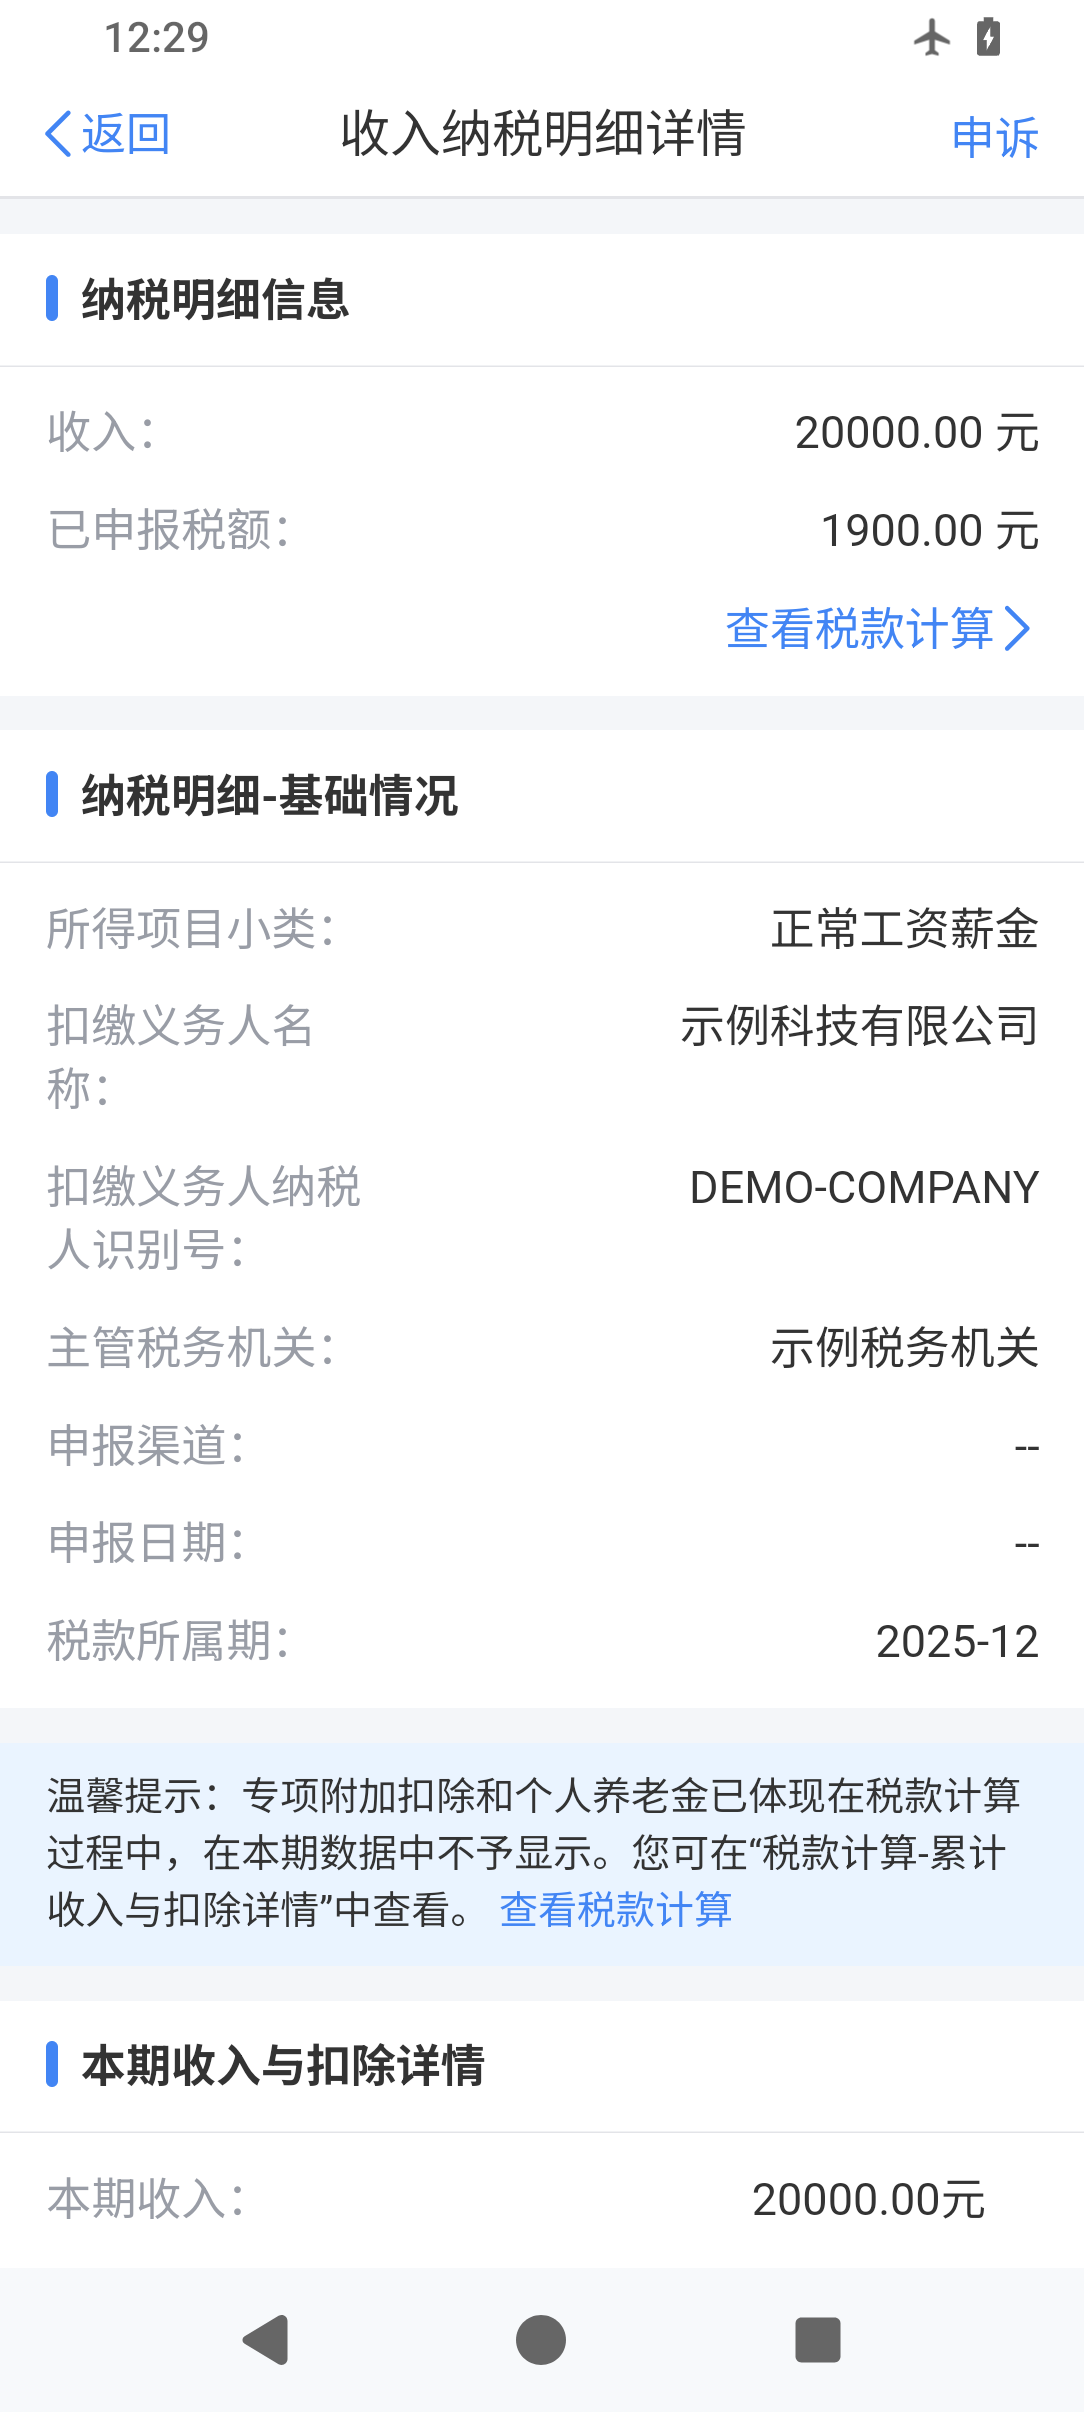 12:29
返回
收入纳税明细详情
申诉
纳税明细信息
收入： 20000.00 元
已申报税额： 1900.00 元
查看税款计算
纳税明细-基础情况
所得项目小类： 正常工资薪金
扣缴义务人名 示例科技有限公司
称：
扣缴义务人纳税 DEMO-COMPANY
人识别号：
主管税务机关： 示例税务机关
申报渠道： --
申报日期： --
税款所属期： 2025-12
温馨提示：专项附加扣除和个人养老金已体现在税款计算
过程中，在本期数据中不予显示。您可在“税款计算-累计
收入与扣除详情”中查看。 查看税款计算
本期收入与扣除详情
本期收入： 20000.00元